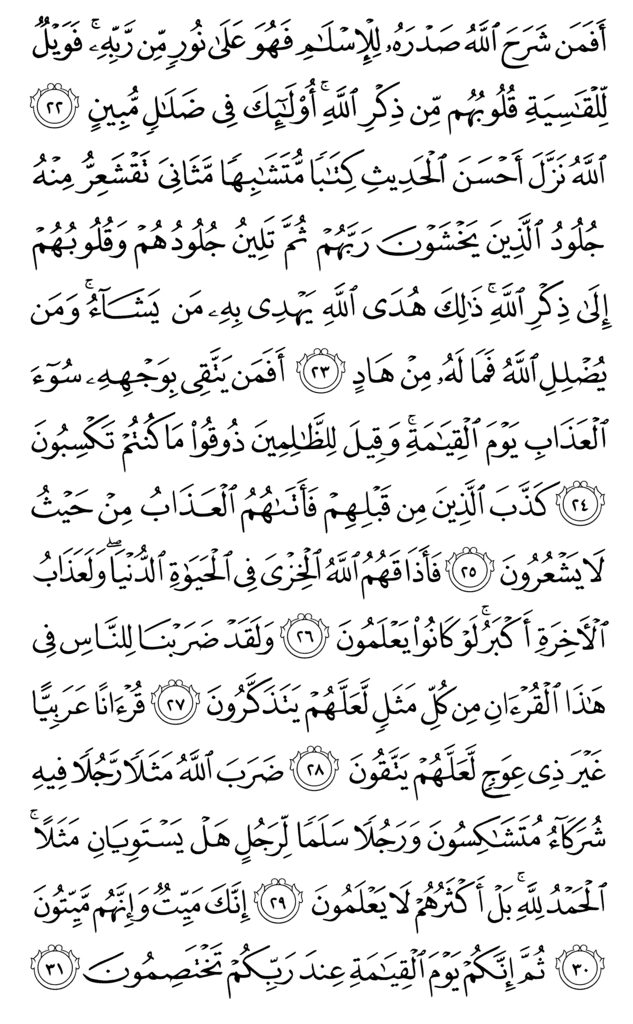 أَفَمَن شَرَحَ ٱللَّهُ صَدْرَهُۥ لِلْإِسْلَٰمِ فَهُوَ عَلَىٰ نُورٍ مِّن رَّبِّهِۦ ۚ فَوَيْلٌ
لِّلْقَٰسِيَةِ قُلُوبُهُم مِّن ذِكْرِ ٱللَّهِ ۚ أُو۟لَٰٓئِكَ فِى ضَلَٰلٍ مُّبِينٍ ٢٢
ٱللَّهُ نَزَّلَ أَحْسَنَ ٱلْحَدِيثِ كِتَٰبًا مُّتَشَٰبِهًا مَّثَانِىَ تَقْشَعِرُّ مِنْهُ
جُلُودُ ٱلَّذِينَ يَخْشَوْنَ رَبَّهُمْ ثُمَّ تَلِينُ جُلُودُهُمْ وَقُلُوبُهُمْ
إِلَىٰ ذِكْرِ ٱللَّهِ ۚ ذَٰلِكَ هُدَى ٱللَّهِ يَهْدِى بِهِۦ مَن يَشَآءُ ۚ وَمَن
يُضْلِلِ ٱللَّهُ فَمَا لَهُۥ مِنْ هَادٍ ٢٣ أَفَمَن يَتَّقِى بِوَجْهِهِۦ سُوٓءَ
ٱلْعَذَابِ يَوْمَ ٱلْقِيَٰمَةِ ۚ وَقِيلَ لِلظَّٰلِمِينَ ذُوقُوا۟ مَا كُنتُمْ تَكْسِبُونَ
٢٤ كَذَّبَ ٱلَّذِينَ مِن قَبْلِهِمْ فَأَتَىٰهُمُ ٱلْعَذَابُ مِنْ حَيْثُ
لَا يَشْعُرُونَ ٢٥ فَأَذَاقَهُمُ ٱللَّهُ ٱلْخِزْىَ فِى ٱلْحَيَوٰةِ ٱلدُّنْيَا ۖ وَلَعَذَابُ
ٱلْءَاخِرَةِ أَكْبَرُ ۚ لَوْ كَانُوا۟ يَعْلَمُونَ ٢٦ وَلَقَدْ ضَرَبْنَا لِلنَّاسِ فِى
هَٰذَا ٱلْقُرْءَانِ مِن كُلِّ مَثَلٍ لَّعَلَّهُمْ يَتَذَكَّرُونَ ٢٧ قُرْءَانًا عَرَبِيًّا
غَيْرَ ذِى عِوَجٍ لَّعَلَّهُمْ يَتَّقُونَ ٢٨ ضَرَبَ ٱللَّهُ مَثَلًا رَّجُلًا فِيهِ
شُرَكَآءُ مُتَشَٰكِسُونَ وَرَجُلًا سَلَمًا لِّرَجُلٍ هَلْ يَسْتَوِيَانِ مَثَلًا ۚ
ٱلْحَمْدُ لِلَّهِ ۚ بَلْ أَكْثَرُهُمْ لَا يَعْلَمُونَ ٢٩ إِنَّكَ مَيِّتٌ وَإِنَّهُم مَّيِّتُونَ
٣٠ ثُمَّ إِنَّكُمْ يَوْمَ ٱلْقِيَٰمَةِ عِندَ رَبِّكُمْ تَخْتَصِمُونَ ٣١